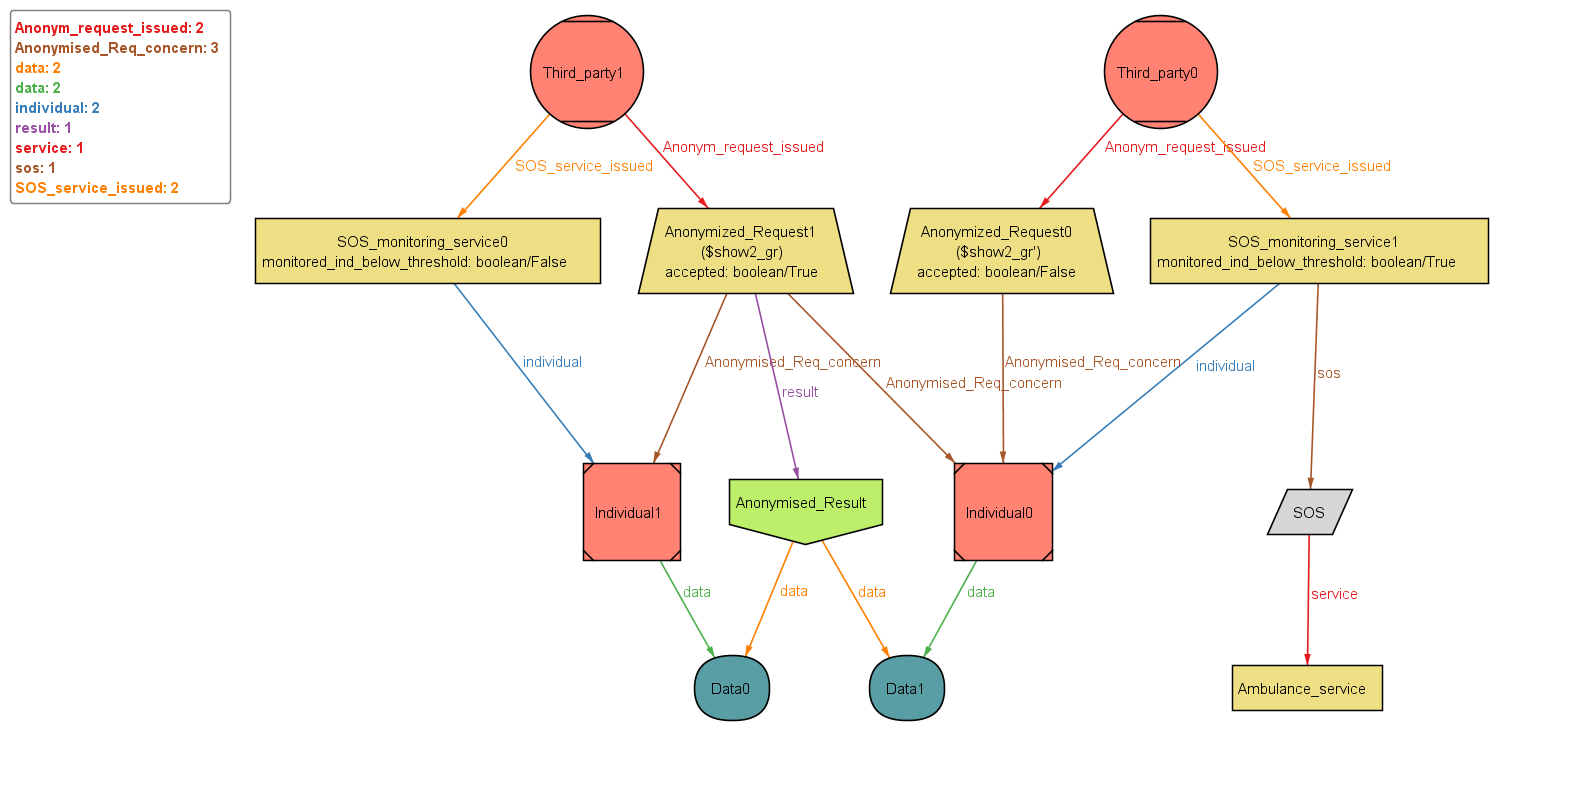 Anonym_request_issued: 2
Anonymised_Req_concern: 3
data: 2
data: 2
individual: 2
result: 1
service: 1
sos: 1
SOS_service_issued: 2
Third_party1
Third_party0
Anonym_request_issued
Anonym_request_issued
SOS_service_issued
SOS_service_issued
SOS_monitoring_service0
monitored_ind_below_threshold: boolean/False
Anonymized_Request1
($show2_gr)
accepted: boolean/True
Anonymized_Request0
($show2_gr')
accepted: boolean/False
SOS_monitoring_service1
monitored_ind_below_threshold: boolean/True
individual
Anonymised_Req_concern
Anonymised_Req_concern
individual
sos
Anonymised_Req_concern
result
Individual1
Anonymised_Result
Individual0
SOS
data
data
data
data
service
Data0
Data1
Ambulance_service